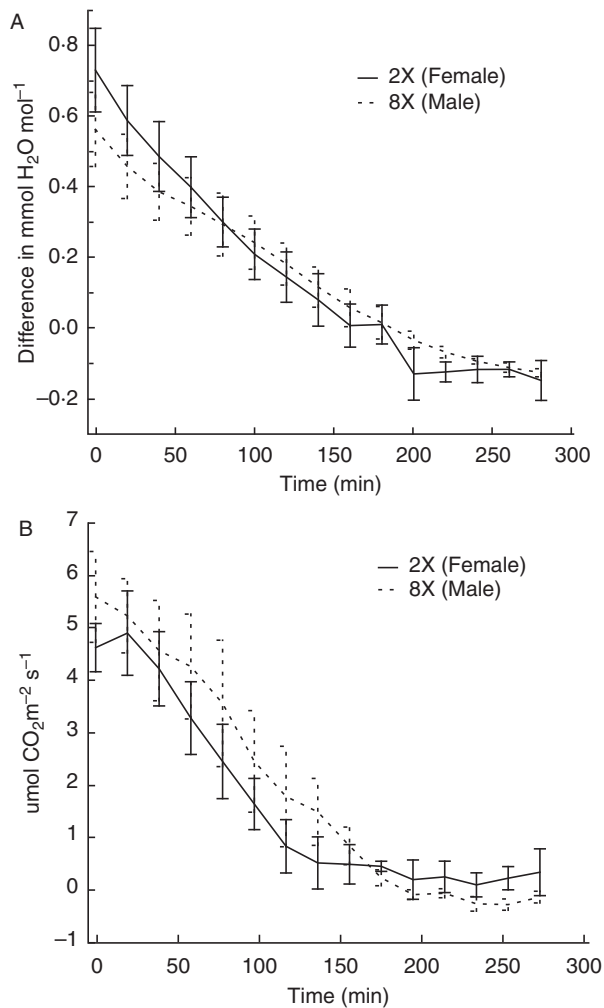 A
Difference in mmol H₂O mol⁻¹
0·8
0·6
0·4
0·2
0·0
−0·2
2X (Female)
8X (Male)
0 50 100 150 200 250 300
Time (min)
B
umol CO₂m⁻² s⁻¹
7
6
5
4
3
2
1
0
−1
2X (Female)
8X (Male)
0 50 100 150 200 250 300
Time (min)